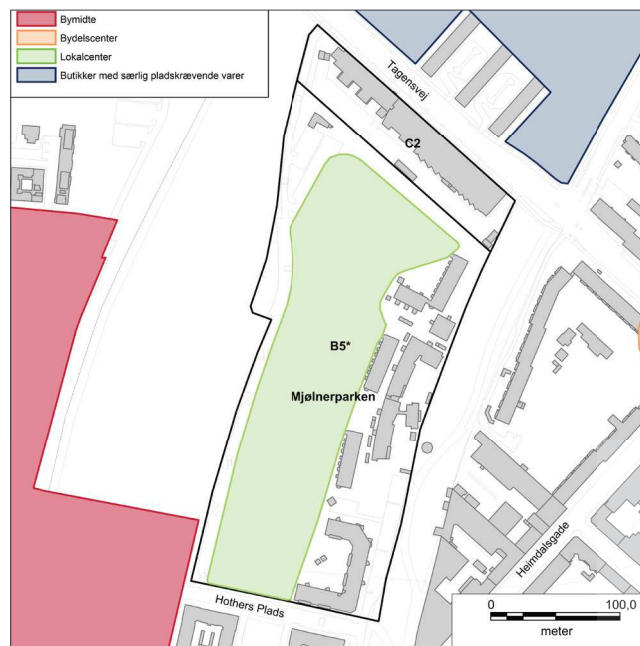 Bymidte
Bydelscenter
Lokalcenter
Butikker med særlig pladskrævende varer
Tagensvej
C2
B5*
Mjølnerparken
Heimdalsgade
Hothers Plads
0 100,0
meter